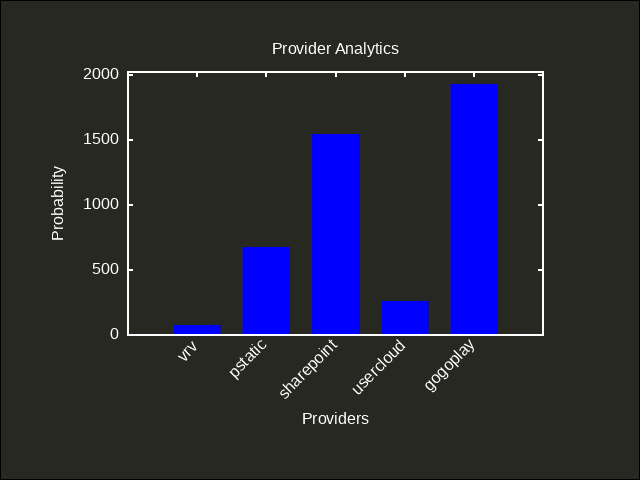 Provider Analytics
2000
1500
1000
500
0
Probability
vrv
pstatic
sharepoint
usercloud
gogoplay
Providers